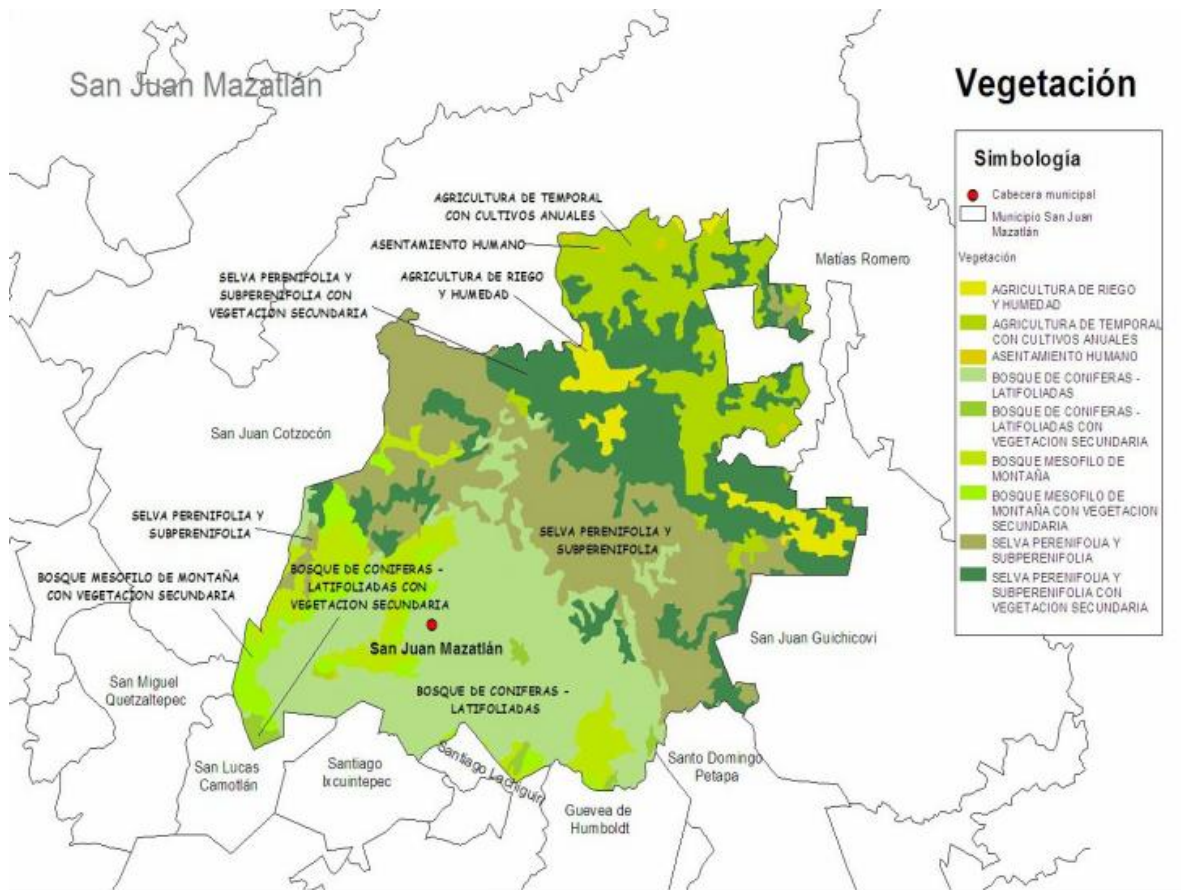 San Juan Mazatlán
Vegetación
Simbología
Cabecera municipal
Municipio San Juan
Mazatlán
Vegetación
AGRICULTURA DE RIEGO
Y HUMEDAD
AGRICULTURA DE TEMPORAL
CON CULTIVOS ANUALES
ASENTAMIENTO HUMANO
BOSQUE DE CONIFERAS -
LATIFOLIADAS
BOSQUE DE CONIFERAS -
LATIFOLIADAS CON
VEGETACION SECUNDARIA
BOSQUE MESOFILO DE
MONTAÑA
BOSQUE MESOFILO DE
MONTAÑA CON VEGETACION
SECUNDARIA
SELVA PERENIFOLIA Y
SUBPERENIFOLIA
SELVA PERENIFOLIA Y
SUBPERENIFOLIA CON
VEGETACION SECUNDARIA
AGRICULTURA DE TEMPORAL
CON CULTIVOS ANUALES
ASENTAMIENTO HUMANO
Matías Romero
SELVA PERENIFOLIA Y
SUBPERENIFOLIA CON
VEGETACION SECUNDARIA
AGRICULTURA DE RIEGO
Y HUMEDAD
San Juan Cotzocón
SELVA PERENIFOLIA Y
SUBPERENIFOLIA
SELVA PERENIFOLIA Y
SUBPERENIFOLIA
BOSQUE MESOFILO DE MONTAÑA
CON VEGETACION SECUNDARIA
BOSQUE DE CONIFERAS -
LATIFOLIADAS CON
VEGETACION SECUNDARIA
San Juan Mazatlán
San Juan Guichicovi
San Miguel
Quetzaltepec
BOSQUE DE CONIFERAS -
LATIFOLIADAS
San Lucas
Camotlán
Santiago
Ixcuintepec
Santiago Lachiguiri
Santo Domingo
Petapa
Guevea de
Humboldt